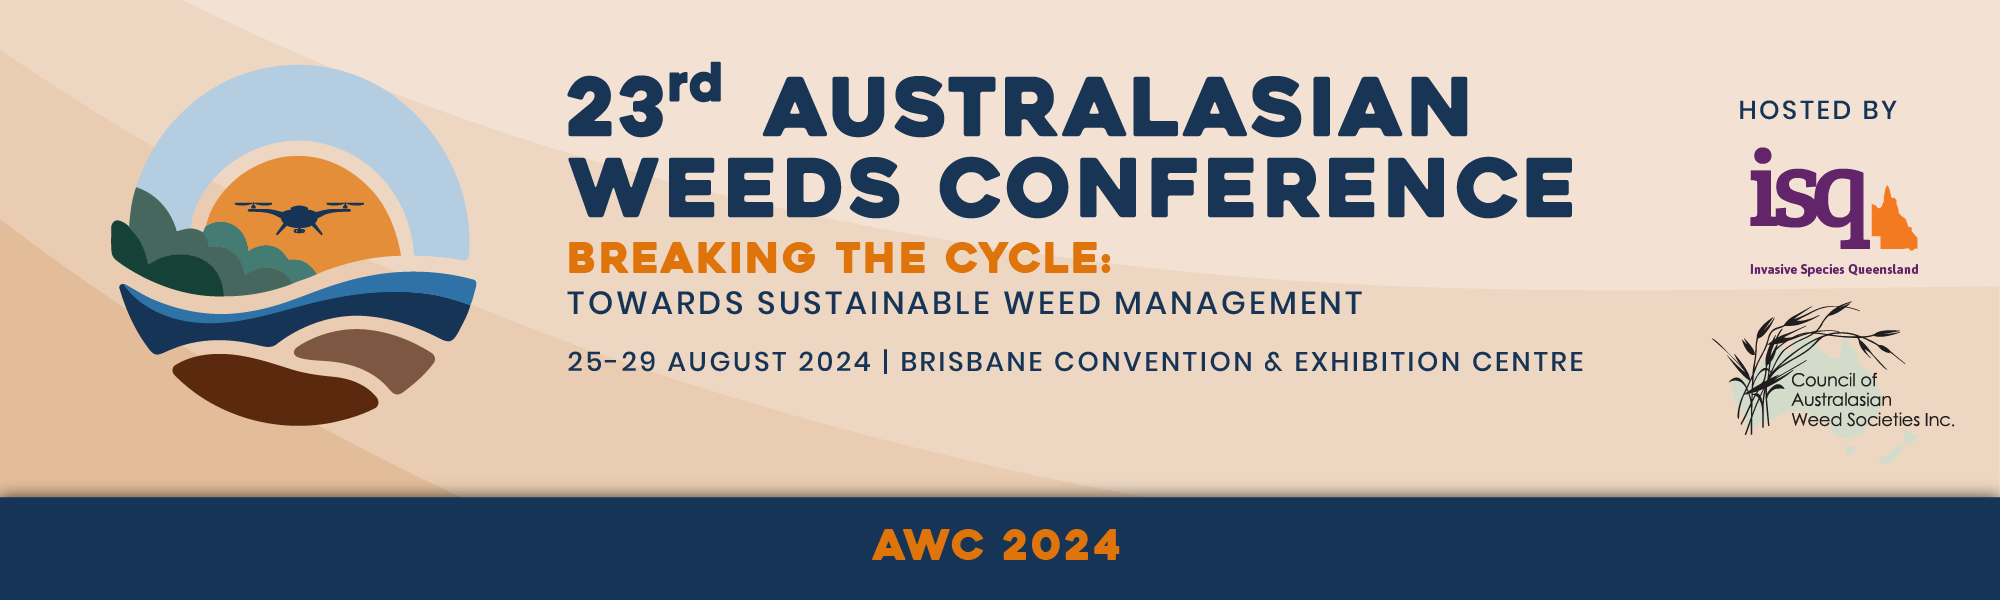 23rd AUSTRALASIAN
WEEDS CONFERENCE
BREAKING THE CYCLE:
TOWARDS SUSTAINABLE WEED MANAGEMENT
25-29 AUGUST 2024 | BRISBANE CONVENTION & EXHIBITION CENTRE
HOSTED BY
isq
Invasive Species Queensland
Council of
Australasian
Weed Societies Inc.
AWC 2024